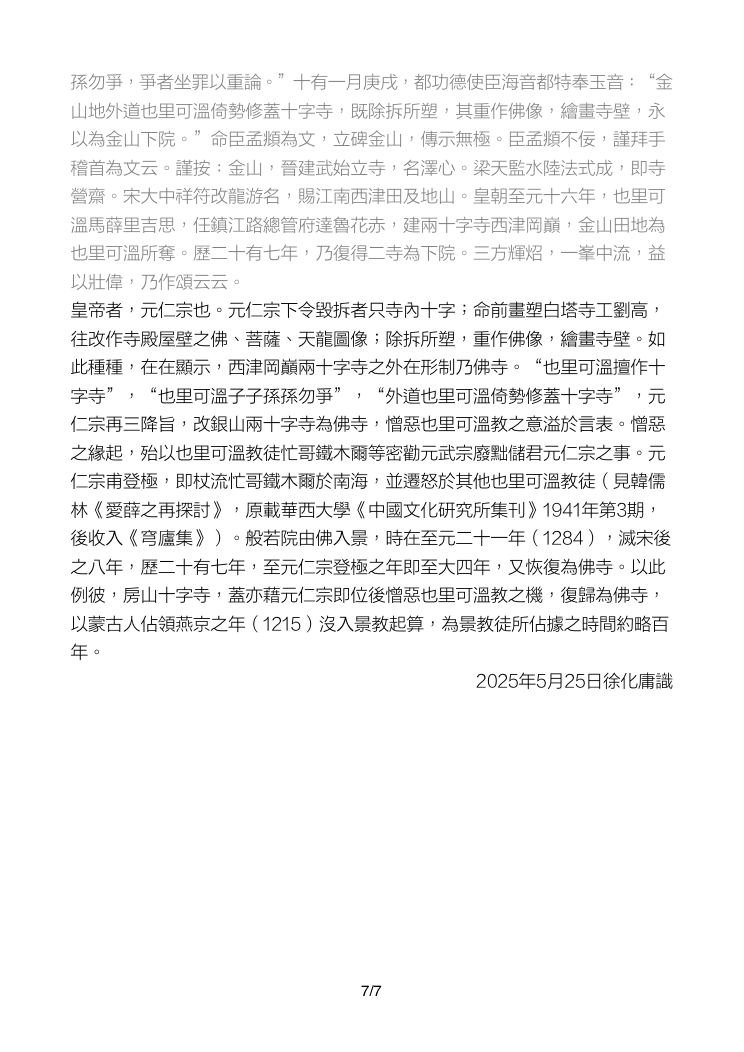 孫勿爭，爭者坐罪以重論。”十有一月庚戌，都功德使臣海音都特奉玉音：“金
山地外道也里可溫倚勢修蓋十字寺，既除拆所塑，其重作佛像，繪畫寺壁，永
以為金山下院。”命臣孟頫為文，立碑金山，傳示無極。臣孟頫不佞，謹拜手
稽首為文云。謹按：金山，晉建武始立寺，名澤心。梁天監水陸法式成，即寺
營齋。宋大中祥符改龍游名，賜江南西津田及地山。皇朝至元十六年，也里可
溫馬薛里吉思，任鎮江路總管府達魯花赤，建兩十字寺西津岡巔，金山田地為
也里可溫所奪。歷二十有七年，乃復得二寺為下院。三方輝炤，一峯中流，益
以壯偉，乃作頌云云。
皇帝者，元仁宗也。元仁宗下令毀拆者只寺內十字；命前畫塑白塔寺工劉高，
往改作寺殿屋壁之佛、菩薩、天龍圖像；除拆所塑，重作佛像，繪畫寺壁。如
此種種，在在顯示，西津岡巔兩十字寺之外在形制乃佛寺。“也里可溫擅作十
字寺”，“也里可溫子子孫孫勿爭”，“外道也里可溫倚勢修蓋十字寺”，元
仁宗再三降旨，改銀山兩十字寺為佛寺，憎惡也里可溫教之意溢於言表。憎惡
之緣起，殆以也里可溫教徒忙哥鐵木爾等密勸元武宗廢黜儲君元仁宗之事。元
仁宗甫登極，即杖流忙哥鐵木爾於南海，並遷怒於其他也里可溫教徒（見韓儒
林《愛薛之再探討》，原載華西大學《中國文化研究所集刊》1941年第3期，
後收入《穹廬集》）。般若院由佛入景，時在至元二十一年（1284），滅宋後
之八年，歷二十有七年，至元仁宗登極之年即至大四年，又恢復為佛寺。以此
例彼，房山十字寺，蓋亦藉元仁宗即位後憎惡也里可溫教之機，復歸為佛寺，
以蒙古人佔領燕京之年（1215）沒入景教起算，為景教徒所佔據之時間約略百
年。
2025年5月25日徐化庸識
7/7